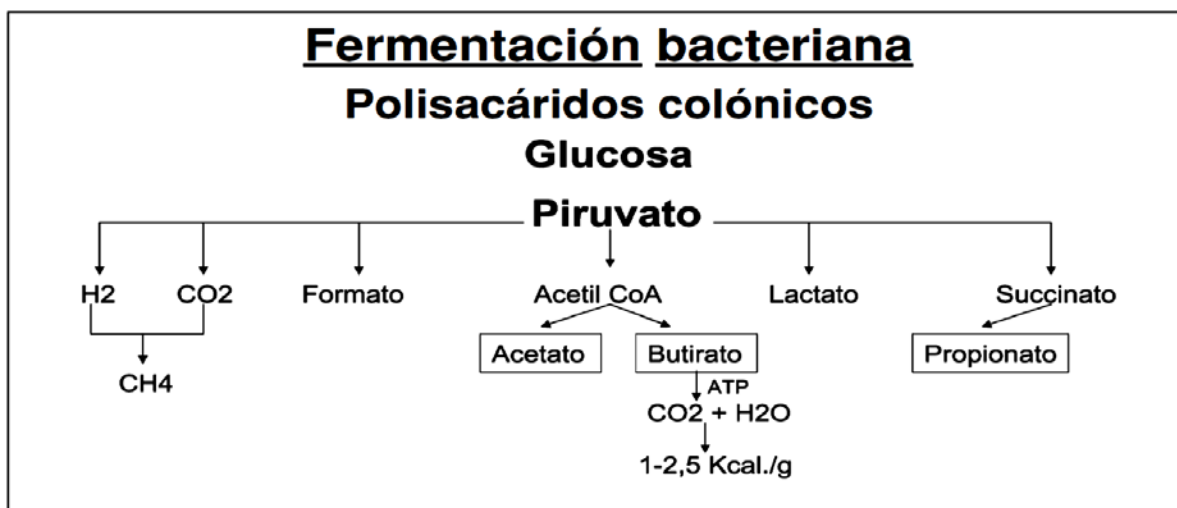 Fermentación bacteriana
Polisacáridos colónicos
Glucosa
Piruvato
H2 CO2 Formato Acetil CoA Lactato Succinato
Acetato Butirato Propionato
CH4
ATP
CO2 + H2O
1-2,5 Kcal./g